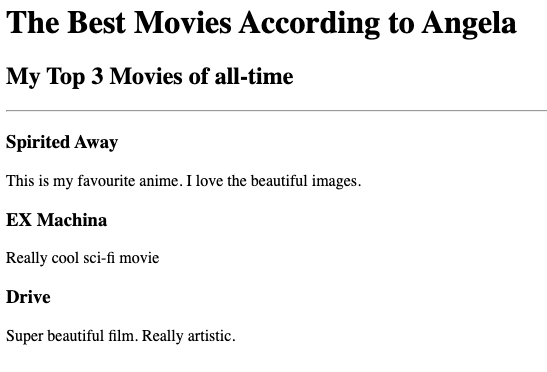 The Best Movies According to Angela
My Top 3 Movies of all-time
Spirited Away
This is my favourite anime. I love the beautiful images.
EX Machina
Really cool sci-fi movie
Drive
Super beautiful film. Really artistic.